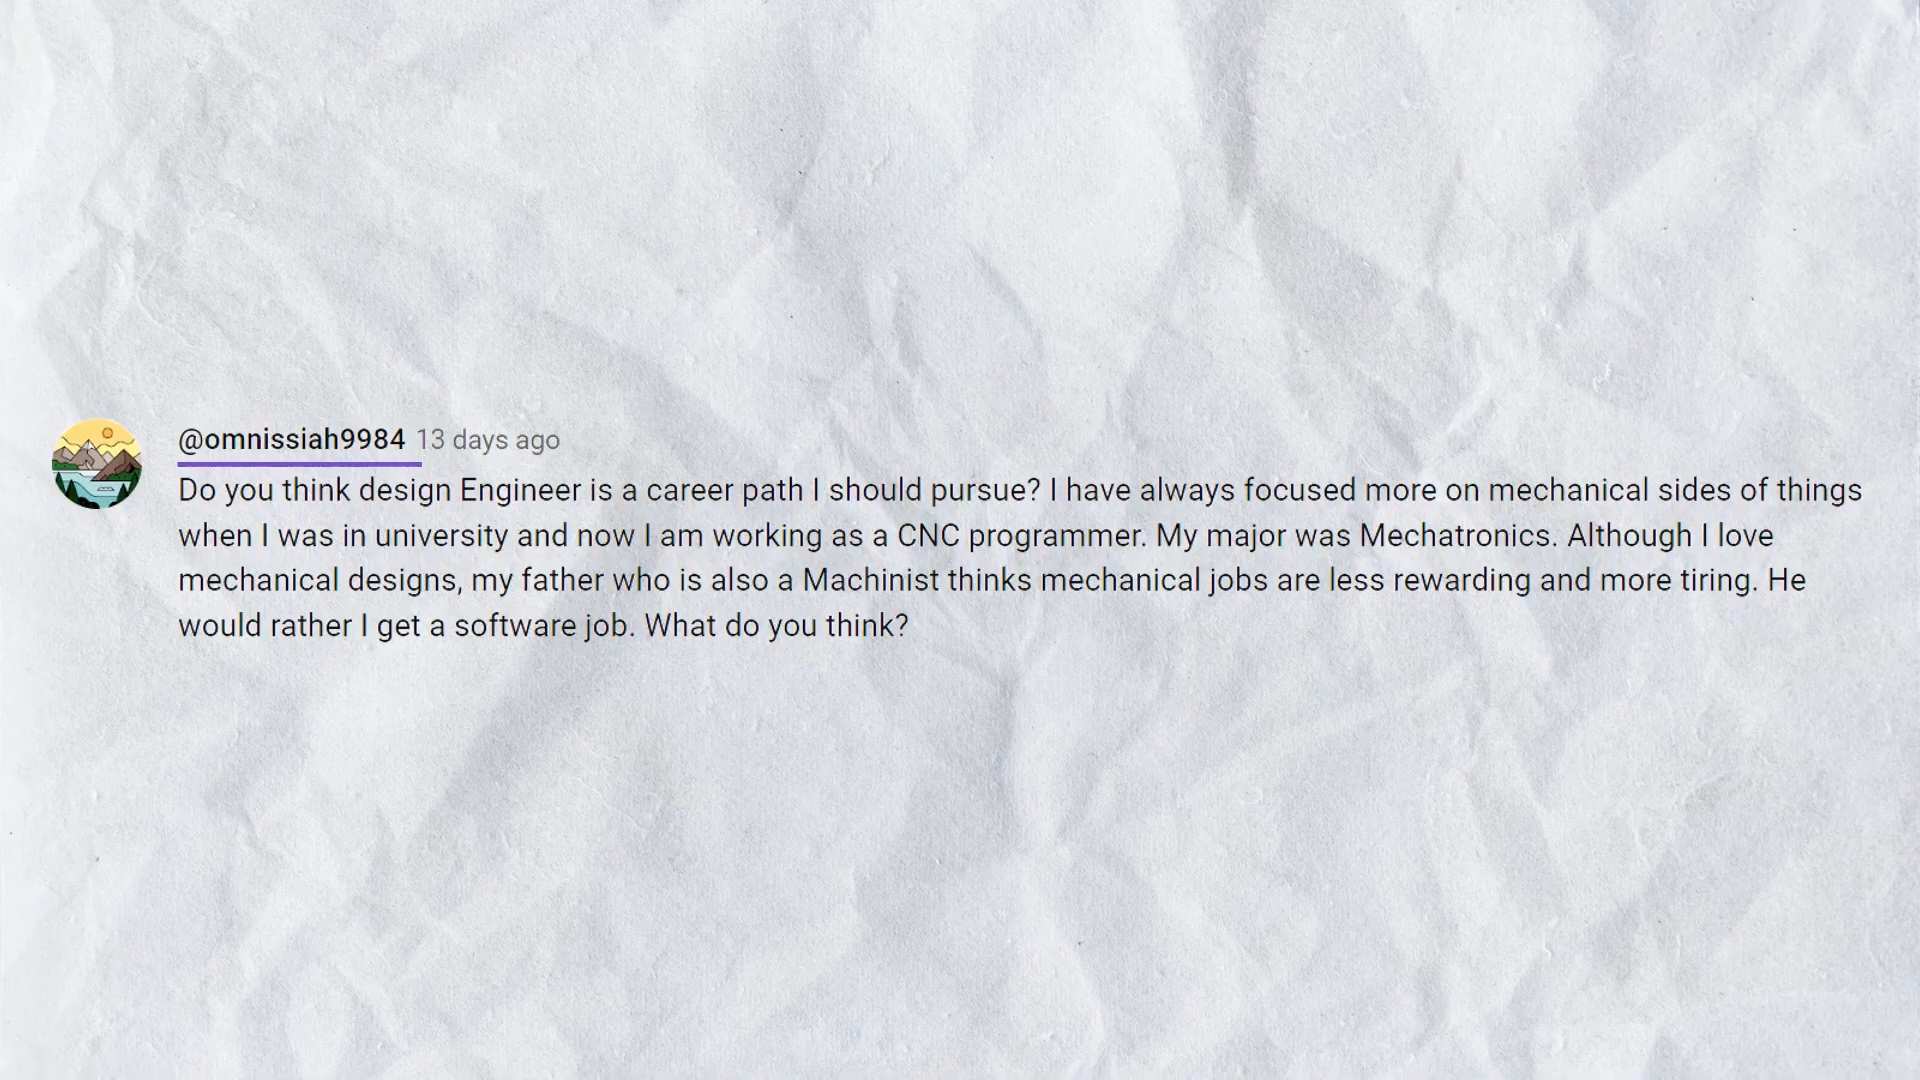 @omnissiah9984 13 days ago
Do you think design Engineer is a career path I should pursue? I have always focused more on mechanical sides of things
when I was in university and now I am working as a CNC programmer. My major was Mechatronics. Although I love
mechanical designs, my father who is also a Machinist thinks mechanical jobs are less rewarding and more tiring. He
would rather I get a software job. What do you think?